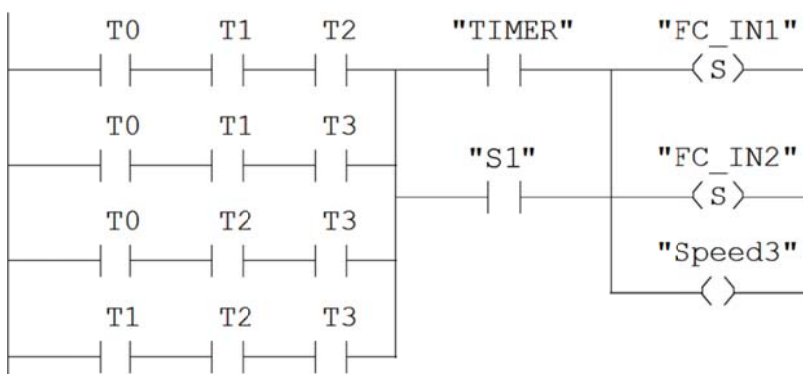 T0 T1 T2 "TIMER" "FC_IN1"
(S)
T0 T1 T3 "S1" "FC_IN2"
(S)
T0 T2 T3 "Speed3"
T1 T2 T3